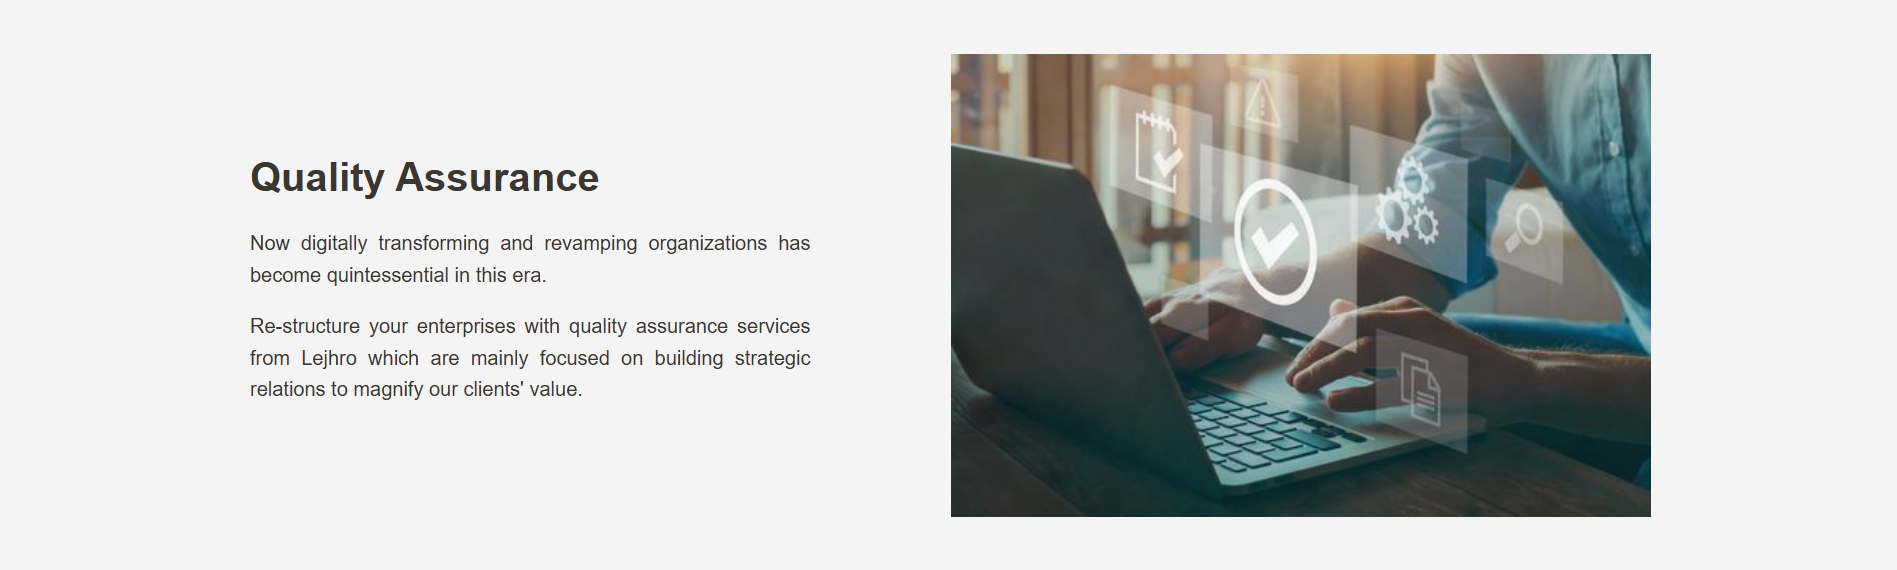 Quality Assurance
Now digitally transforming and revamping organizations has
become quintessential in this era.
Re-structure your enterprises with quality assurance services
from Lejhro which are mainly focused on building strategic
relations to magnify our clients' value.